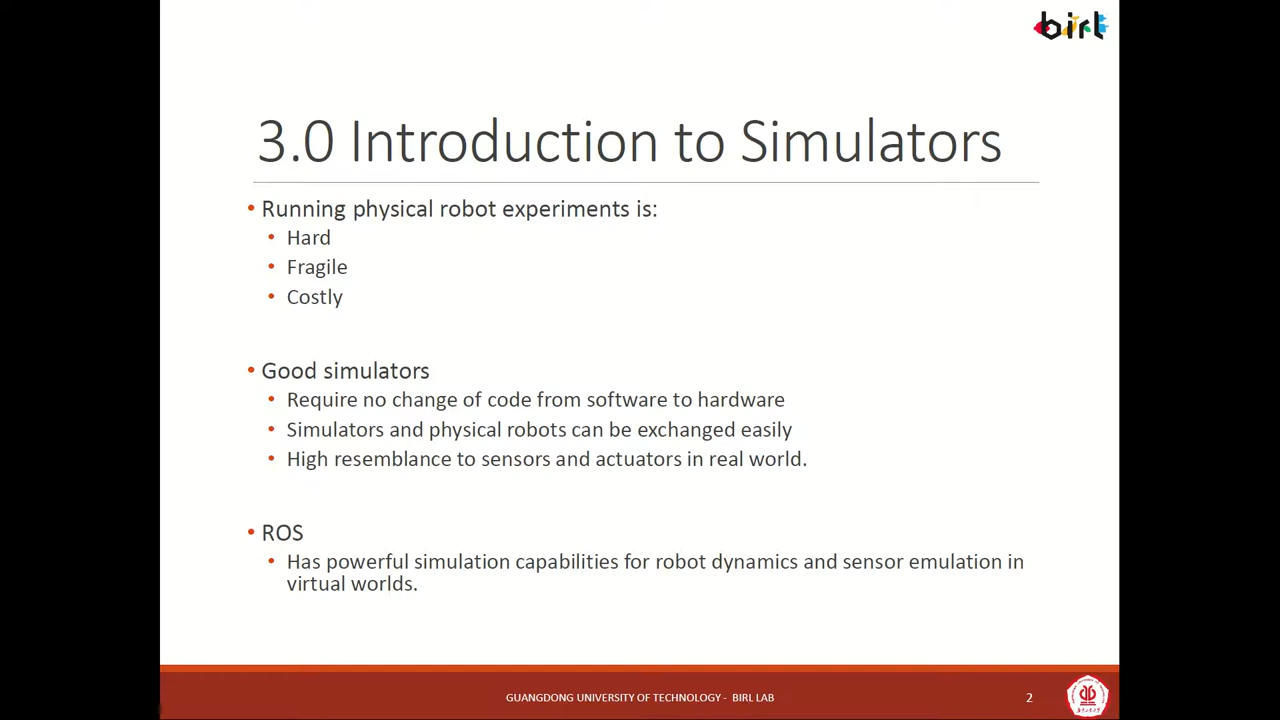 birl
3.0 Introduction to Simulators
• Running physical robot experiments is:
• Hard
• Fragile
• Costly
• Good simulators
• Require no change of code from software to hardware
• Simulators and physical robots can be exchanged easily
• High resemblance to sensors and actuators in real world.
• ROS
• Has powerful simulation capabilities for robot dynamics and sensor emulation in
virtual worlds.
GUANGDONG UNIVERSITY OF TECHNOLOGY - BIRL LAB
2